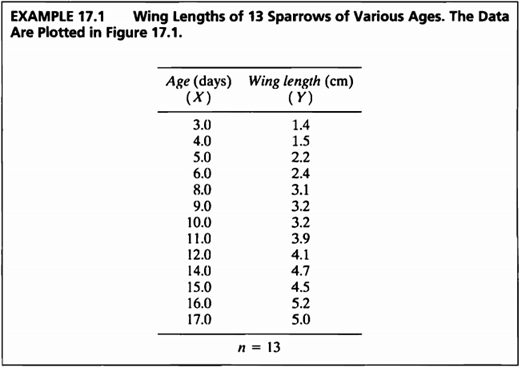 EXAMPLE 17.1 Wing Lengths of 13 Sparrows of Various Ages. The Data
Are Plotted in Figure 17.1.
Age (days) Wing length (cm)
(X) (Y)
3.0 1.4
4.0 1.5
5.0 2.2
6.0 2.4
8.0 3.1
9.0 3.2
10.0 3.2
11.0 3.9
12.0 4.1
14.0 4.7
15.0 4.5
16.0 5.2
17.0 5.0
n = 13